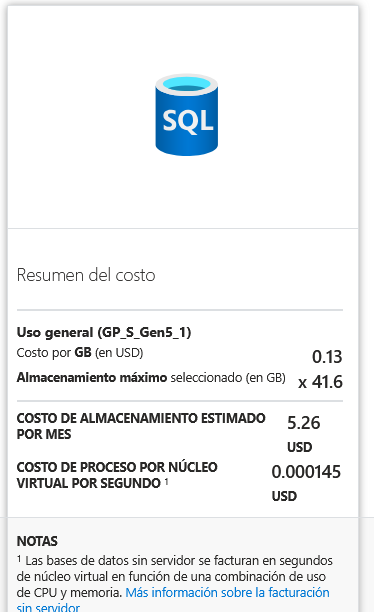 SQL
Resumen del costo
Uso general (GP_S_Gen5_1)
Costo por GB (en USD) 0.13
Almacenamiento máximo seleccionado (en GB) x 41.6
COSTO DE ALMACENAMIENTO ESTIMADO 5.26
POR MES USD
COSTO DE PROCESO POR NÚCLEO 0.000145
VIRTUAL POR SEGUNDO ¹ USD
NOTAS
¹ Las bases de datos sin servidor se facturan en segundos
de núcleo virtual en función de una combinación de uso
de CPU y memoria. Más información sobre la facturación
sin servidor